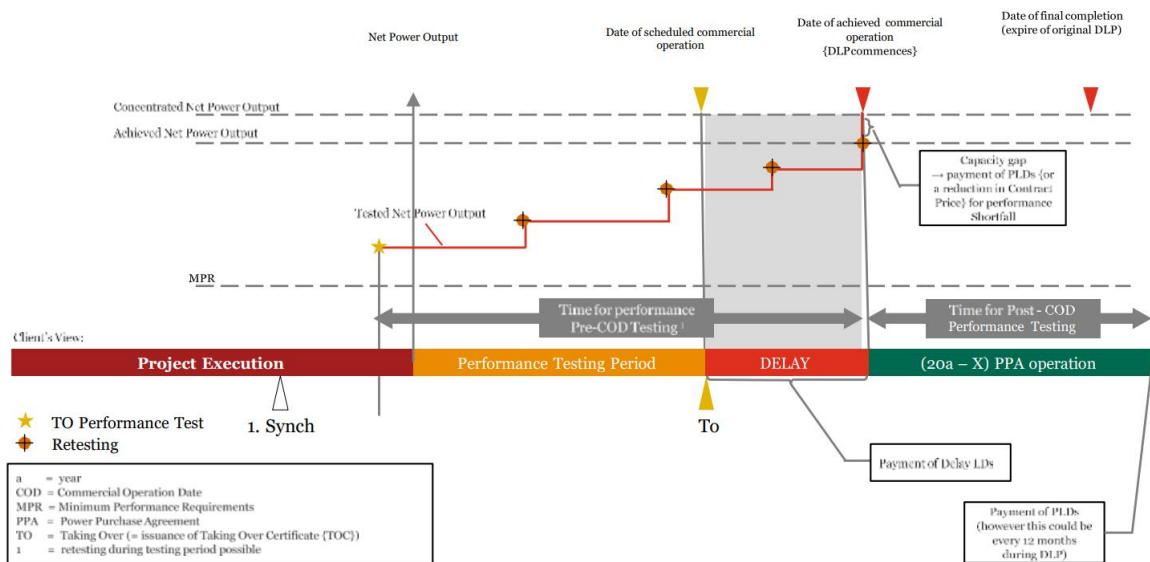 Net Power Output
Date of scheduled commercial
operation
Date of achieved commercial
operation
{DLPcommences}
Date of final completion
(expire of original DLP)
Concentrated Net Power Output
Achieved Net Power Output
Capacity gap
→ payment of PLDs {or
a reduction in Contract
Price} for performance
Shortfall
Tested Net Power Output
MPR
Time for performance
Pre-COD Testing 1
Time for Post - COD
Performance Testing
Client's View:
Project Execution
Performance Testing Period
DELAY
(20a – X) PPA operation
TO Performance Test
Retesting
1. Synch
To
Payment of Delay LDs
a = year
COD = Commercial Operation Date
MPR = Minimum Performance Requirements
PPA = Power Purchase Agreement
TO = Taking Over (= issuance of Taking Over Certificate {TOC})
1 = retesting during testing period possible
Payment of PLDs
(however this could be
every 12 months
during DLP)